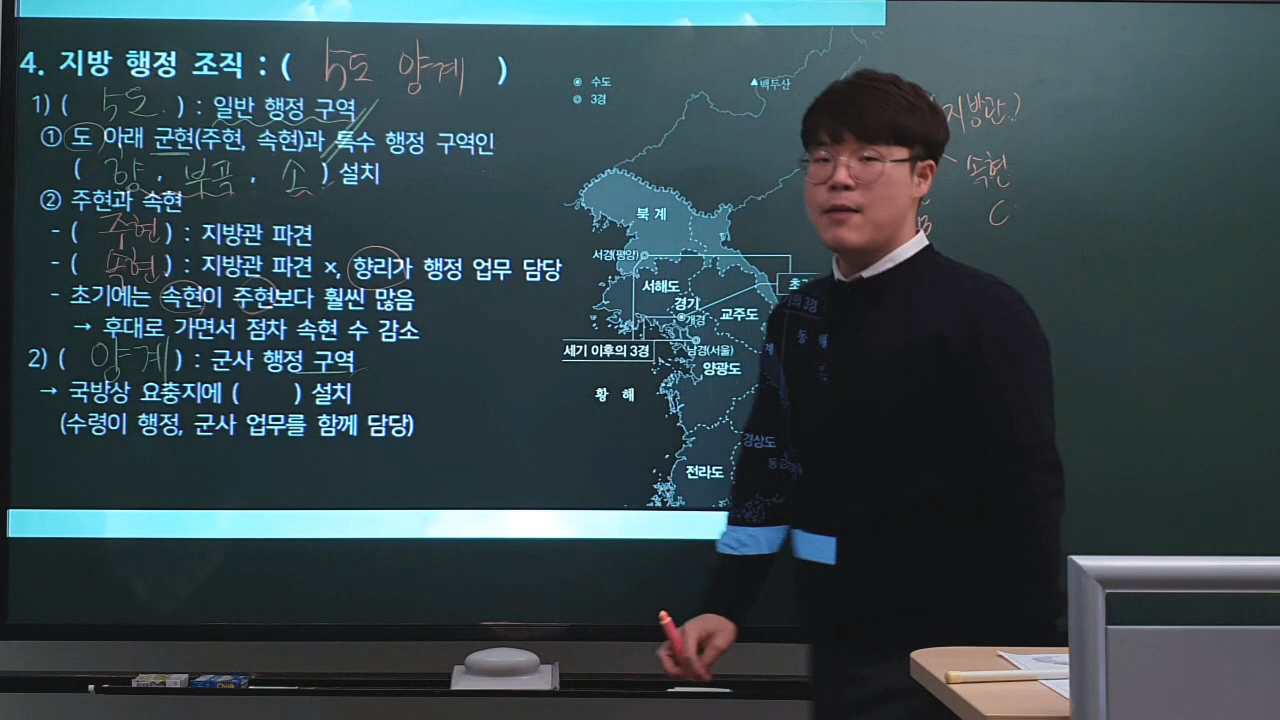 4. 지방 행정 조직 : ( 5도 양계 )
1) ( 5도 ) : 일반 행정 구역
① 도 아래 군현(주현, 속현)과 특수 행정 구역인
( 향, 부곡, 소 ) 설치
② 주현과 속현
- ( 주현 ) : 지방관 파견
- ( 속현 ) : 지방관 파견 ×, 향리가 행정 업무 담당
- 초기에는 속현이 주현보다 훨씬 많음
→ 후대로 가면서 점차 속현 수 감소
2) ( 양계 ) : 군사 행정 구역
→ 국방상 요충지에 ( ) 설치
(수령이 행정, 군사 업무를 함께 담당)
수도
3경
백두산
북계
서경(평양)
서해도
경기
개경
교주도
남경(서울)
세기 이후의 3경
양광도
황 해
경상도
전라도
지방관?
속현